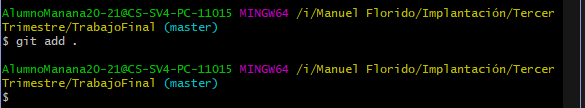 AlumnoManana20-21@CS-SV4-PC-11015 MINGW64 /i/Manuel Florido/Implantación/Tercer
Trimestre/TrabajoFinal (master)
$ git add .
AlumnoManana20-21@CS-SV4-PC-11015 MINGW64 /i/Manuel Florido/Implantación/Tercer
Trimestre/TrabajoFinal (master)
$